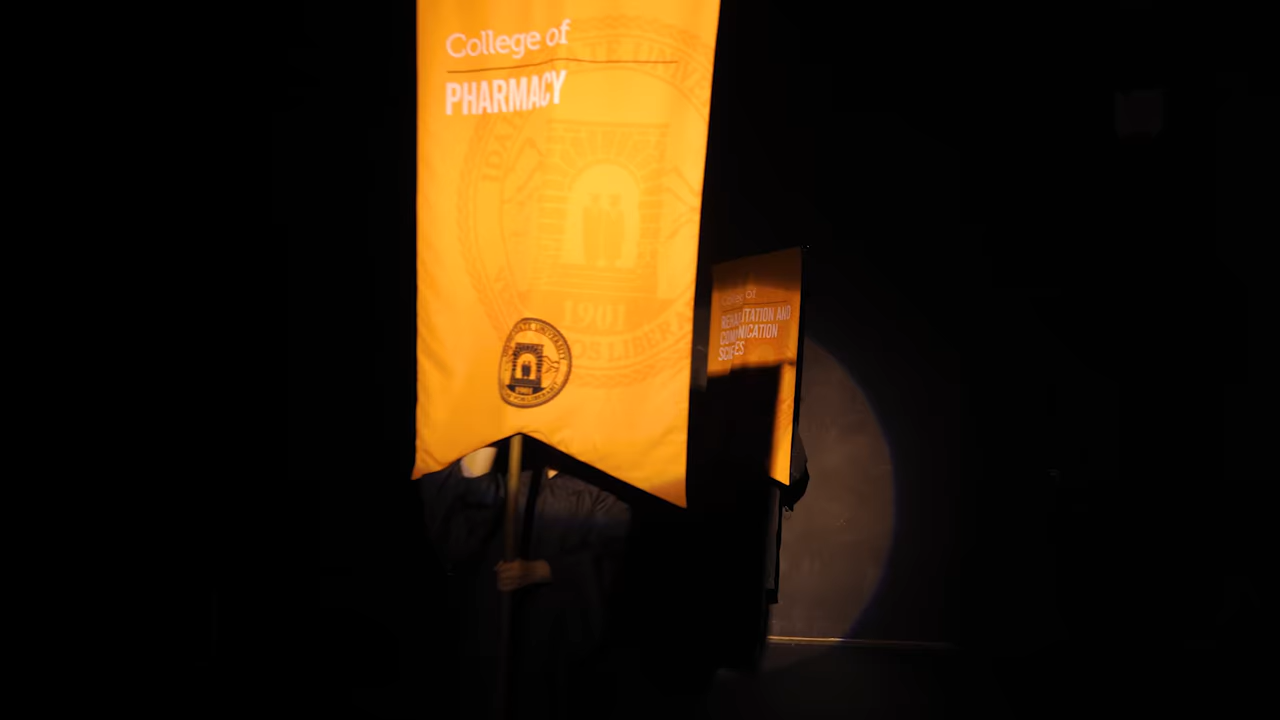 College of
PHARMACY
1901
College of
REHABILITATION AND
COMMUNICATION
SCIENCES